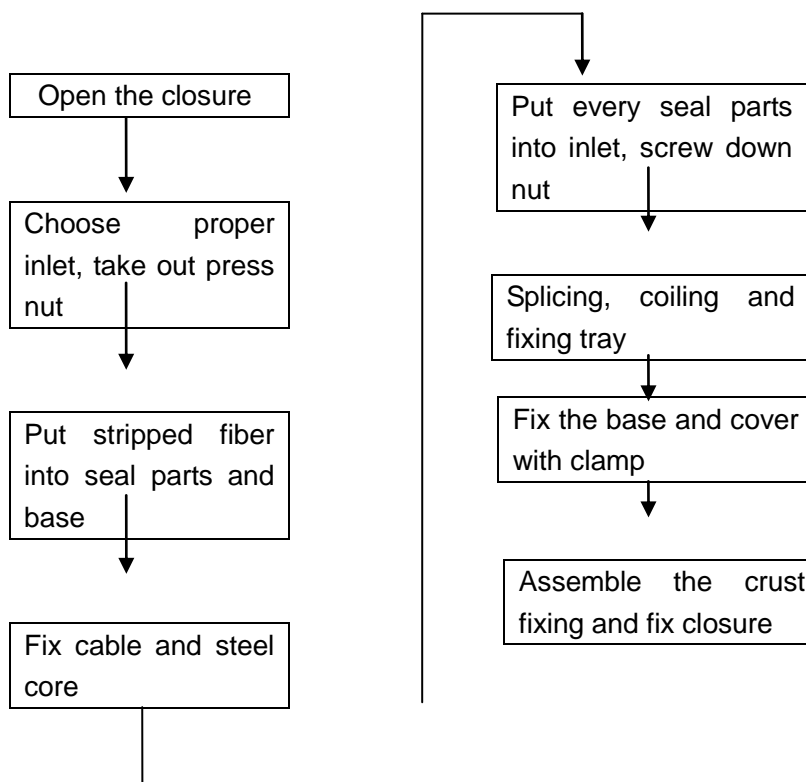 Open the closure
Choose proper
inlet, take out press
nut
Put stripped fiber
into seal parts and
base
Fix cable and steel
core
Put every seal parts
into inlet, screw down
nut
Splicing, coiling and
fixing tray
Fix the base and cover
with clamp
Assemble the crust
fixing and fix closure